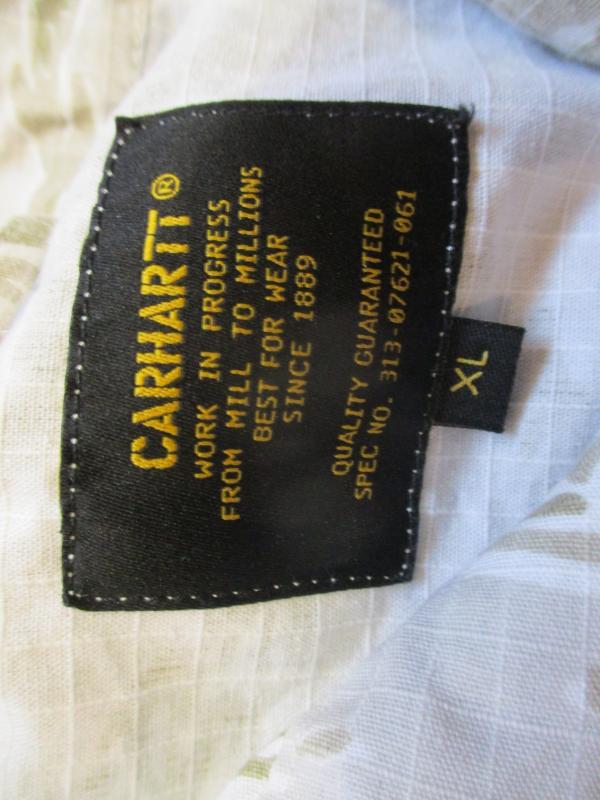 CARHARTT®
WORK IN PROGRESS
FROM MILL TO MILLIONS
BEST FOR WEAR
SINCE 1889
QUALITY GUARANTEED
SPEC NO. 313-07621-061
XL